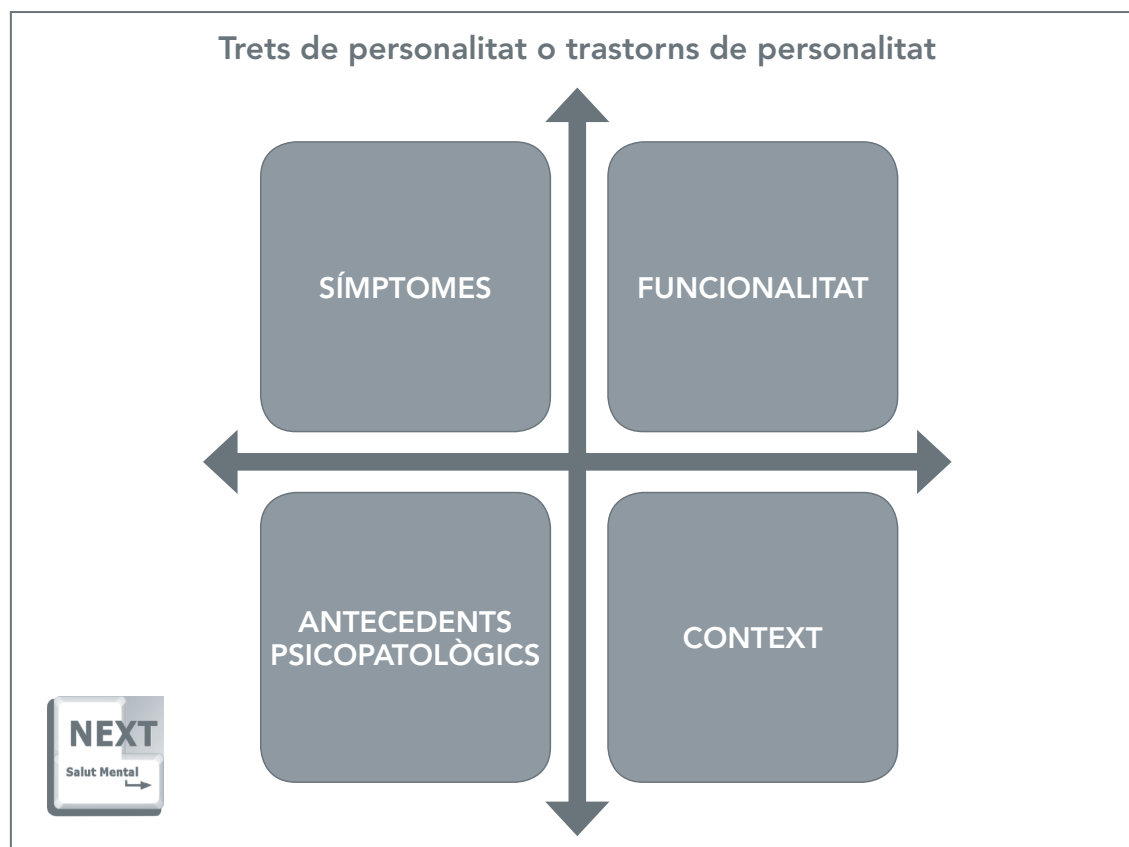 Trets de personalitat o trastorns de personalitat
SÍMPTOMES
FUNCIONALITAT
ANTECEDENTS
PSICOPATOLÒGICS
CONTEXT
NEXT
Salut Mental